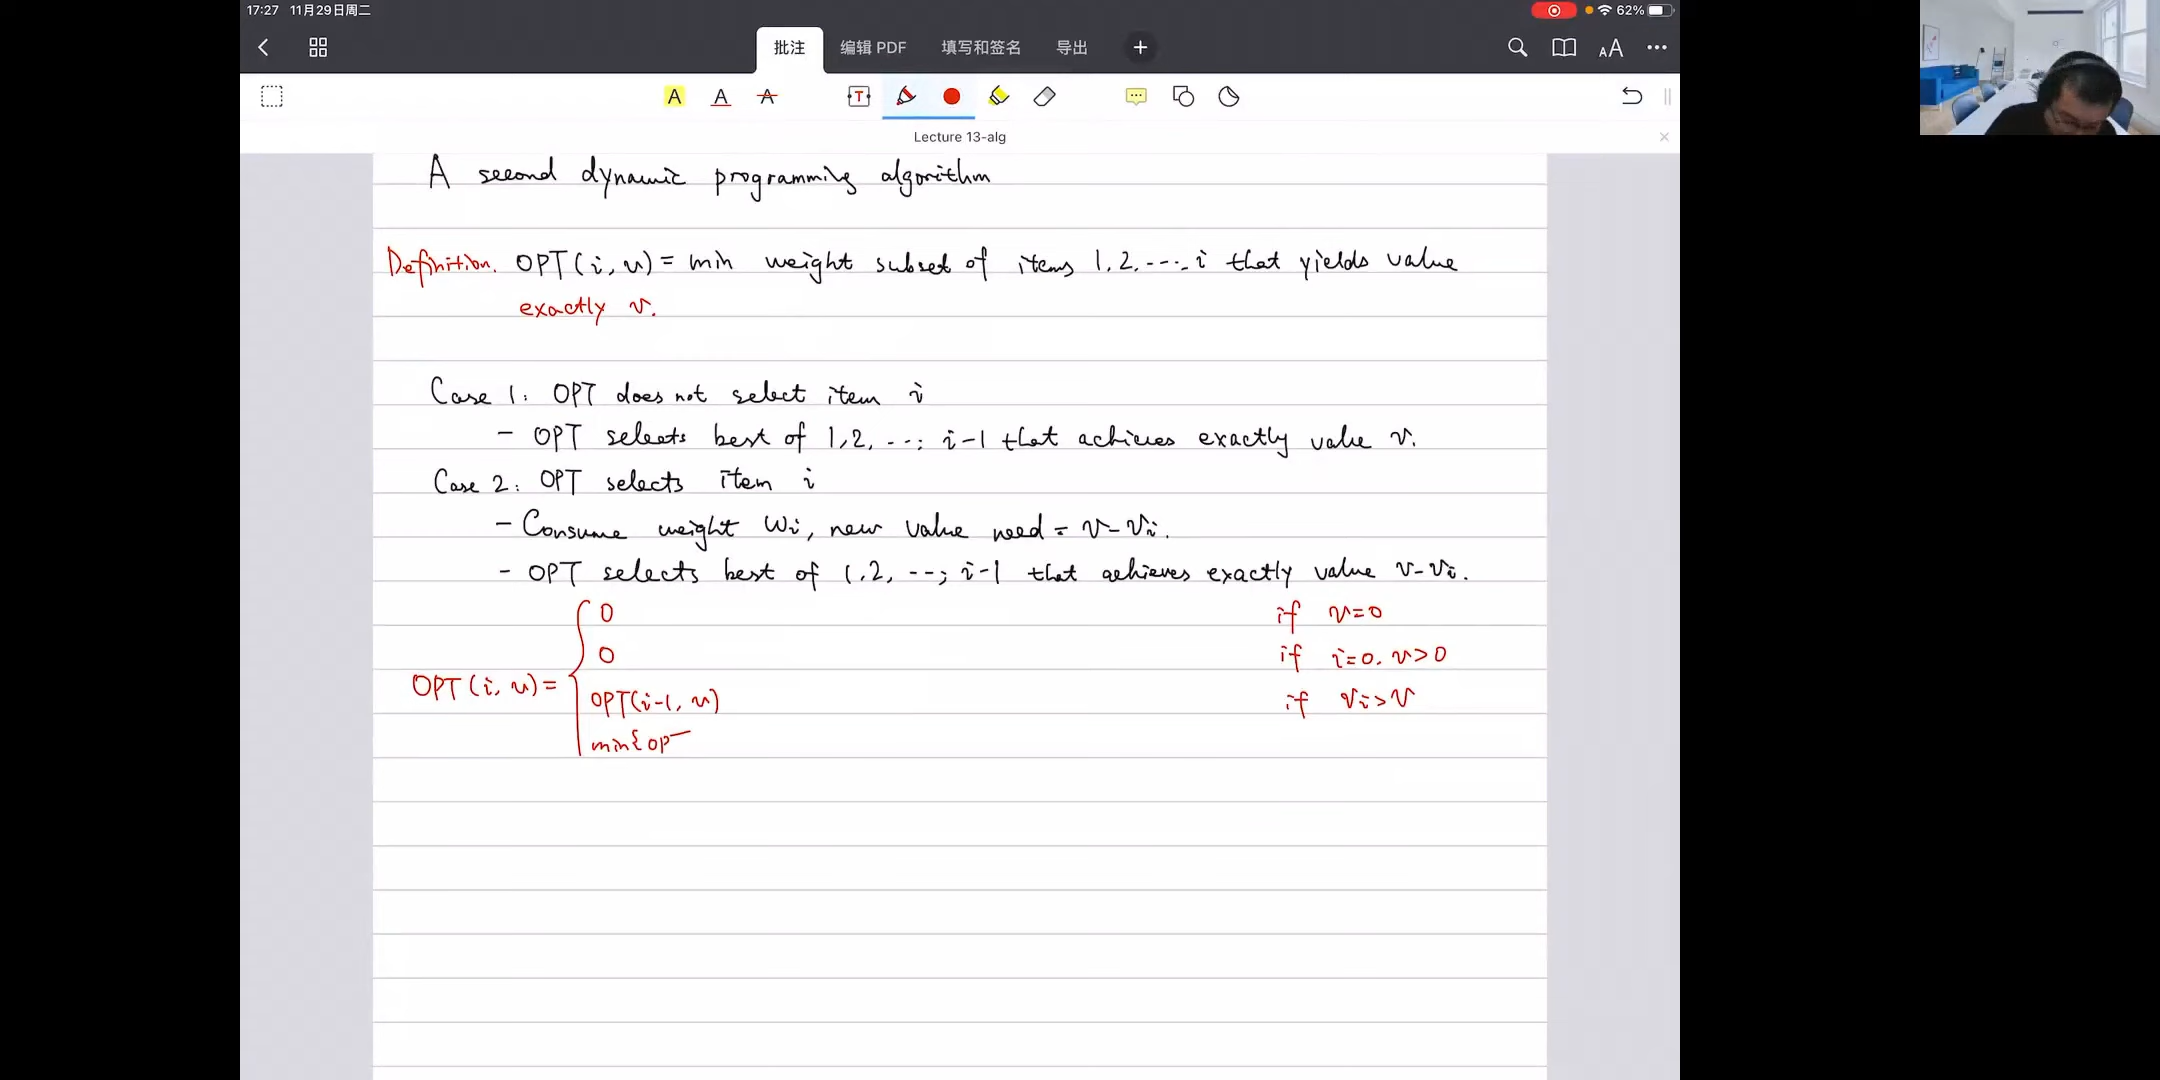 17:27 11月29日周二
62%
批注 编辑 PDF 填写和签名 导出
Lecture 13-alg
A second dynamic programming algorithm
Definition. OPT(i, v) = min weight subset of items 1, 2, ..., i that yields value
exactly v.
Case 1: OPT does not select item i
- OPT selects best of 1, 2, ..., i-1 that achieves exactly value v.
Case 2: OPT selects item i
- Consume weight wi, new value need = v - vi.
- OPT selects best of 1, 2, ..., i-1 that achieves exactly value v - vi.
OPT(i, v) =
0 if v=0
0 if i=0, v>0
OPT(i-1, v) if vi>v
min{OPT